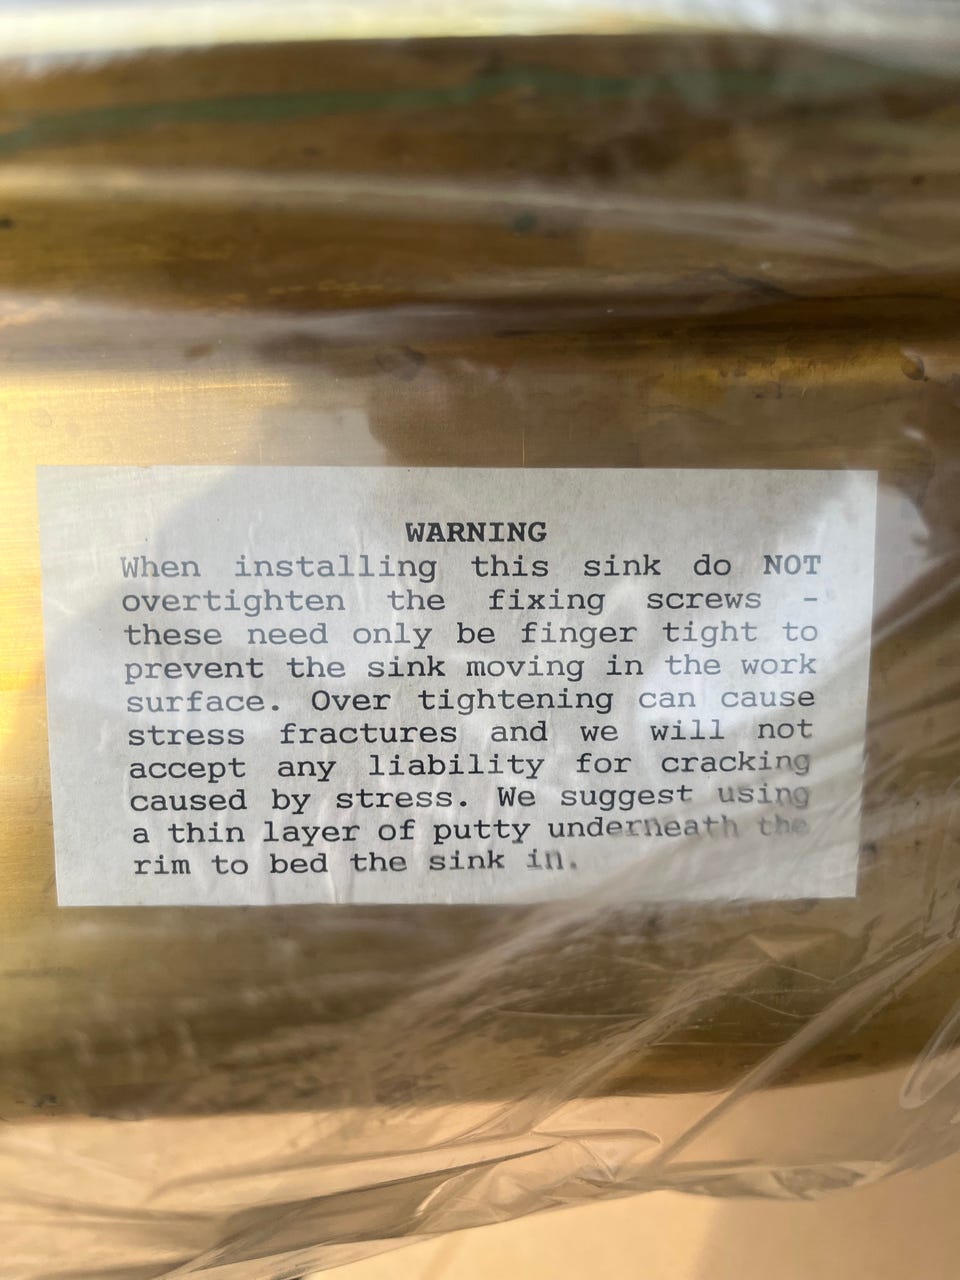 WARNING
When installing this sink do NOT
overtighten the fixing screws -
these need only be finger tight to
prevent the sink moving in the work
surface. Over tightening can cause
stress fractures and we will not
accept any liability for cracking
caused by stress. We suggest using
a thin layer of putty underneath the
rim to bed the sink in.